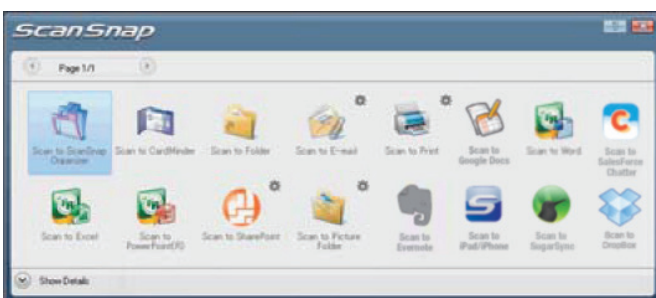 ScanSnap
Page 1/1
Scan to ScanSnap Organizer
Scan to CardMinder
Scan to Folder
Scan to E-mail
Scan to Print
Scan to Google Docs
Scan to Word
Scan to SalesForce Chatter
Scan to Excel
Scan to PowerPoint(R)
Scan to SharePoint
Scan to Picture Folder
Scan to Evernote
Scan to iPad/iPhone
Scan to SugarSync
Scan to Dropbox
Show Details